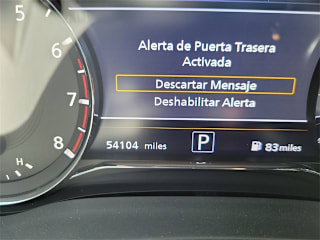 Alerta de Puerta Trasera
Activada
Descartar Mensaje
Deshabilitar Alerta
54104 miles
P
83 miles
5
6
7
8
H